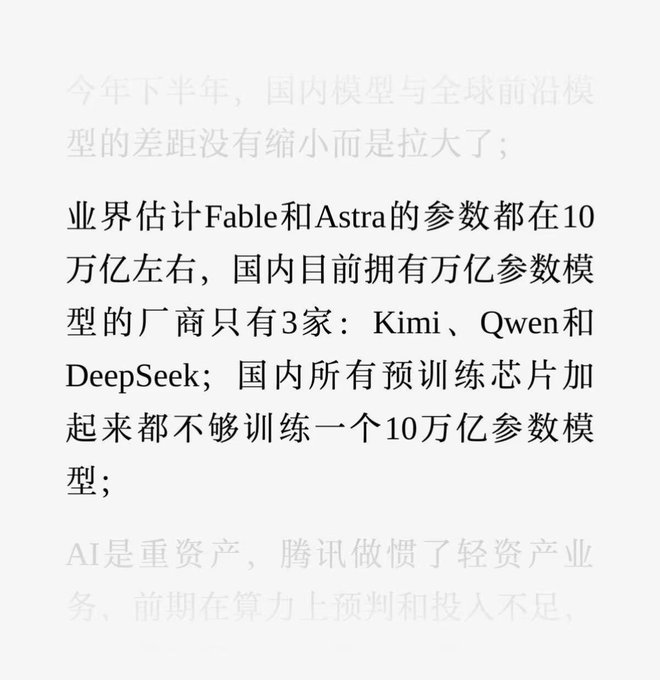 今年下半年，国内模型与全球前沿模
型的差距没有缩小而是拉大了；
业界估计Fable和Astra的参数都在10
万亿左右，国内目前拥有万亿参数模
型的厂商只有3家：Kimi、Qwen和
DeepSeek；国内所有预训练芯片加
起来都不够训练一个10万亿参数模
型；
AI是重资产，腾讯做惯了轻资产业
务、前期在算力上预判和投入不足，